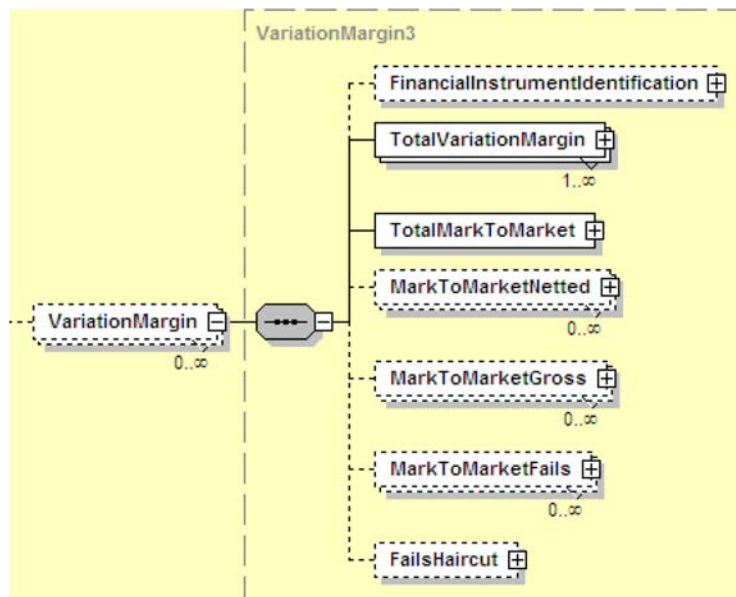 VariationMargin3
FinancialInstrumentIdentification
TotalVariationMargin
1..∞
TotalMarkToMarket
MarkToMarketNetted
0..∞
VariationMargin
0..∞
MarkToMarketGross
0..∞
MarkToMarketFails
0..∞
FailsHaircut